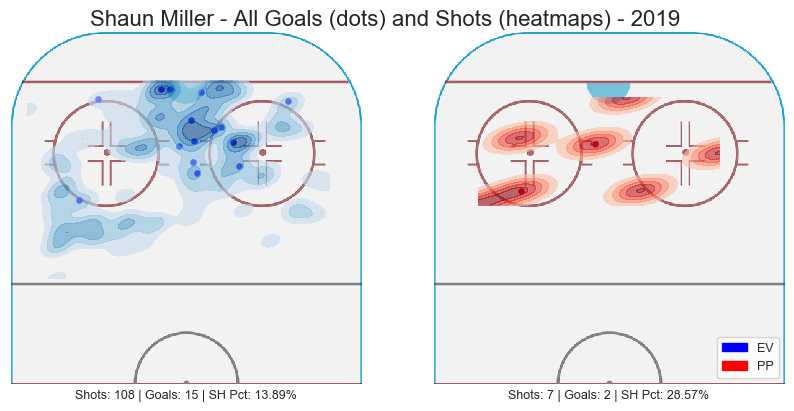 Shaun Miller - All Goals (dots) and Shots (heatmaps) - 2019
EV
PP
Shots: 108 | Goals: 15 | SH Pct: 13.89%
Shots: 7 | Goals: 2 | SH Pct: 28.57%